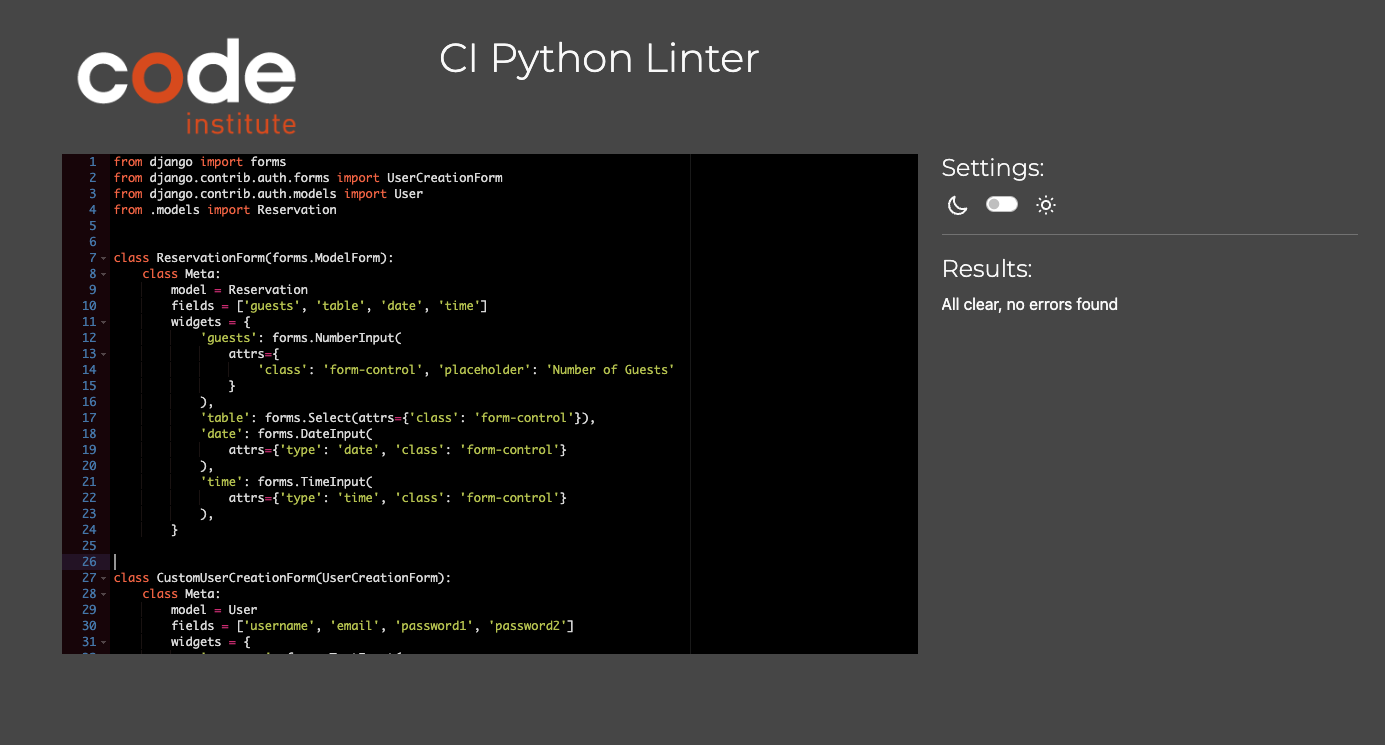 code
institute
CI Python Linter
1 from django import forms
2 from django.contrib.auth.forms import UserCreationForm
3 from django.contrib.auth.models import User
4 from .models import Reservation
5
6
7 class ReservationForm(forms.ModelForm):
8     class Meta:
9         model = Reservation
10         fields = ['guests', 'table', 'date', 'time']
11         widgets = {
12             'guests': forms.NumberInput(
13                 attrs={
14                     'class': 'form-control', 'placeholder': 'Number of Guests'
15                 }
16             ),
17             'table': forms.Select(attrs={'class': 'form-control'}),
18             'date': forms.DateInput(
19                 attrs={'type': 'date', 'class': 'form-control'}
20             ),
21             'time': forms.TimeInput(
22                 attrs={'type': 'time', 'class': 'form-control'}
23             ),
24         }
25
26
27 class CustomUserCreationForm(UserCreationForm):
28     class Meta:
29         model = User
30         fields = ['username', 'email', 'password1', 'password2']
31         widgets = {
Settings:
Results:
All clear, no errors found